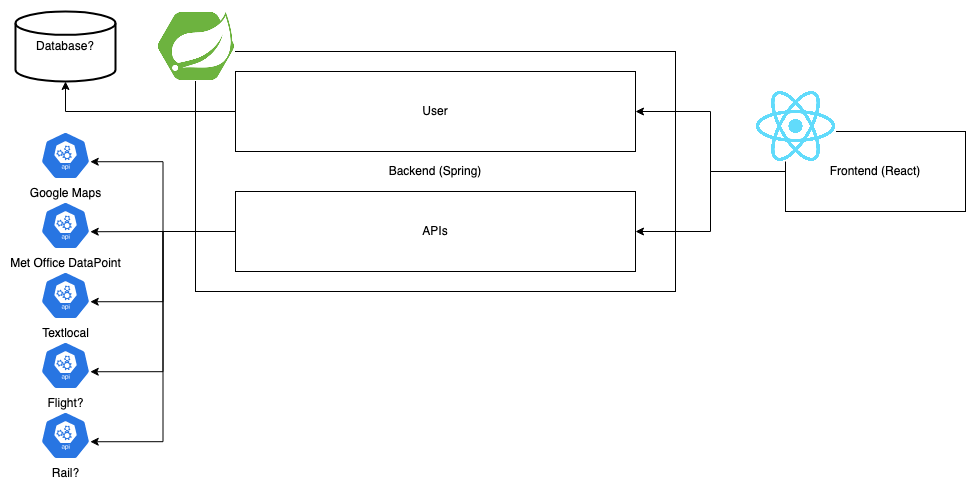 Database?
User
Backend (Spring)
Frontend (React)
APIs
api
Google Maps
api
Met Office DataPoint
api
Textlocal
api
Flight?
api
Rail?